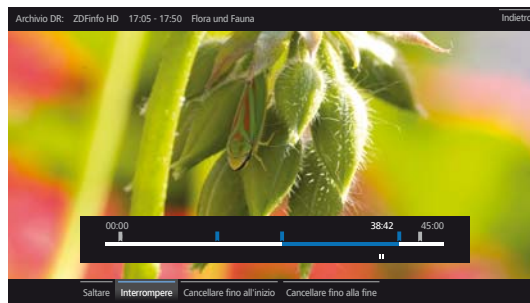 Archivio DR: ZDFinfo HD 17:05 - 17:50 Flora und Fauna Indietro
00:00 38:42 45:00
Saltare Interrompere Cancellare fino all'inizio Cancellare fino alla fine